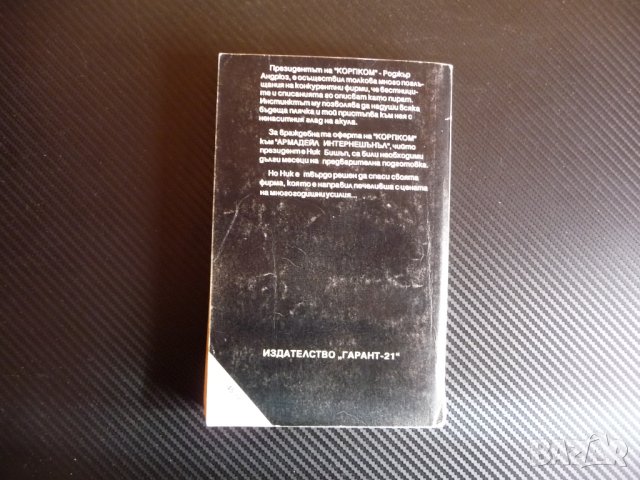 Президентът на "КОРПКОМ" - Роджър
Андрюз, е осъществил толкова много поглъ-
щания на конкурентни фирми, че вестници-
те и списанията го описват като пират.
Инстинктът му позволява да надуши всяка
бъдеща плячка и той пристъпва към нея с
ненаситния глад на акула.
За враждебната оферта на "КОРПКОМ"
към "АРМАДЕЙЛ ИНТЕРНЕШЪНЪЛ", чийто
президент е Ник Бишъп, са били необходими
дълги месеци на предварителна подготовка.
Но Ник е твърдо решен да спаси своята
фирма, която е направил печеливша с цената
на многогодишни усилия...
ИЗДАТЕЛСТВО „ГАРАНТ-21"
BAZAR